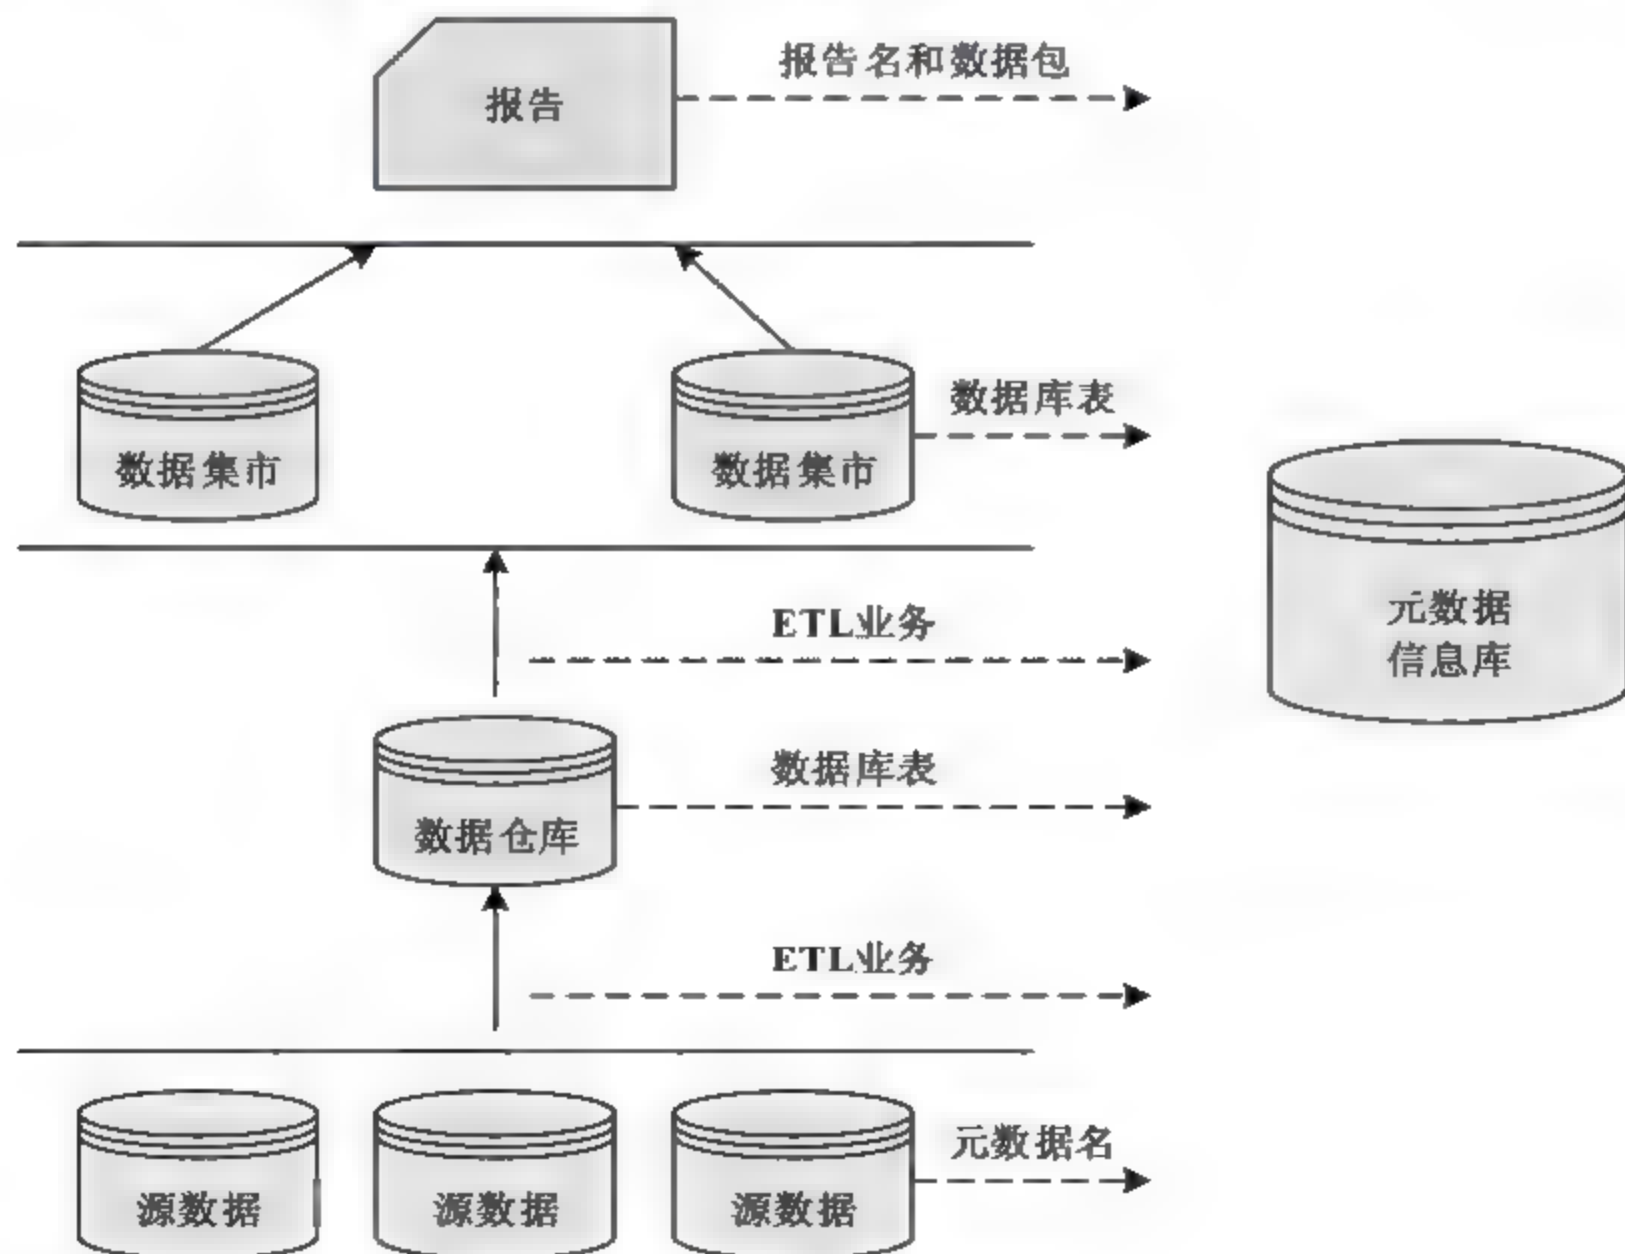 报告名和数据包
报告
数据库表
数据集市
数据集市
元数据
信息库
ETL业务
数据库表
数据仓库
ETL业务
元数据名
源数据
源数据
源数据